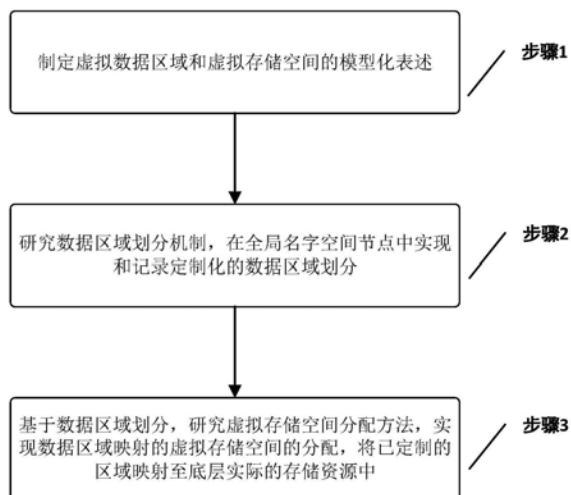 制定虚拟数据区域和虚拟存储空间的模型化表述
步骤1
研究数据区域划分机制，在全局名字空间节点中实现
和记录定制化的数据区域划分
步骤2
基于数据区域划分，研究虚拟存储空间分配方法，实
现数据区域映射的虚拟存储空间的分配，将已定制的
区域映射至底层实际的存储资源中
步骤3